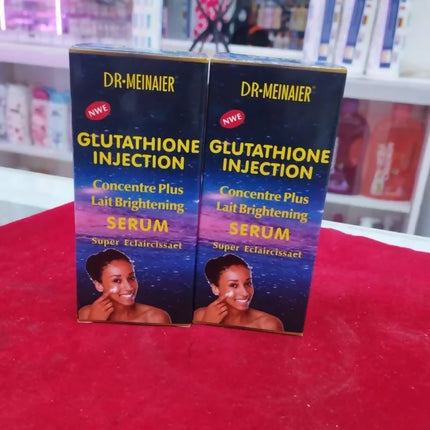 DR•MEINAIER
NWE
GLUTATHIONE
INJECTION
Concentre Plus
Lait Brightening
SERUM
Super Eclaircissaet
DR•MEINAIER
NWE
GLUTATHIONE
INJECTION
Concentre Plus
Lait Brightening
SERUM
Super Eclaircissaet